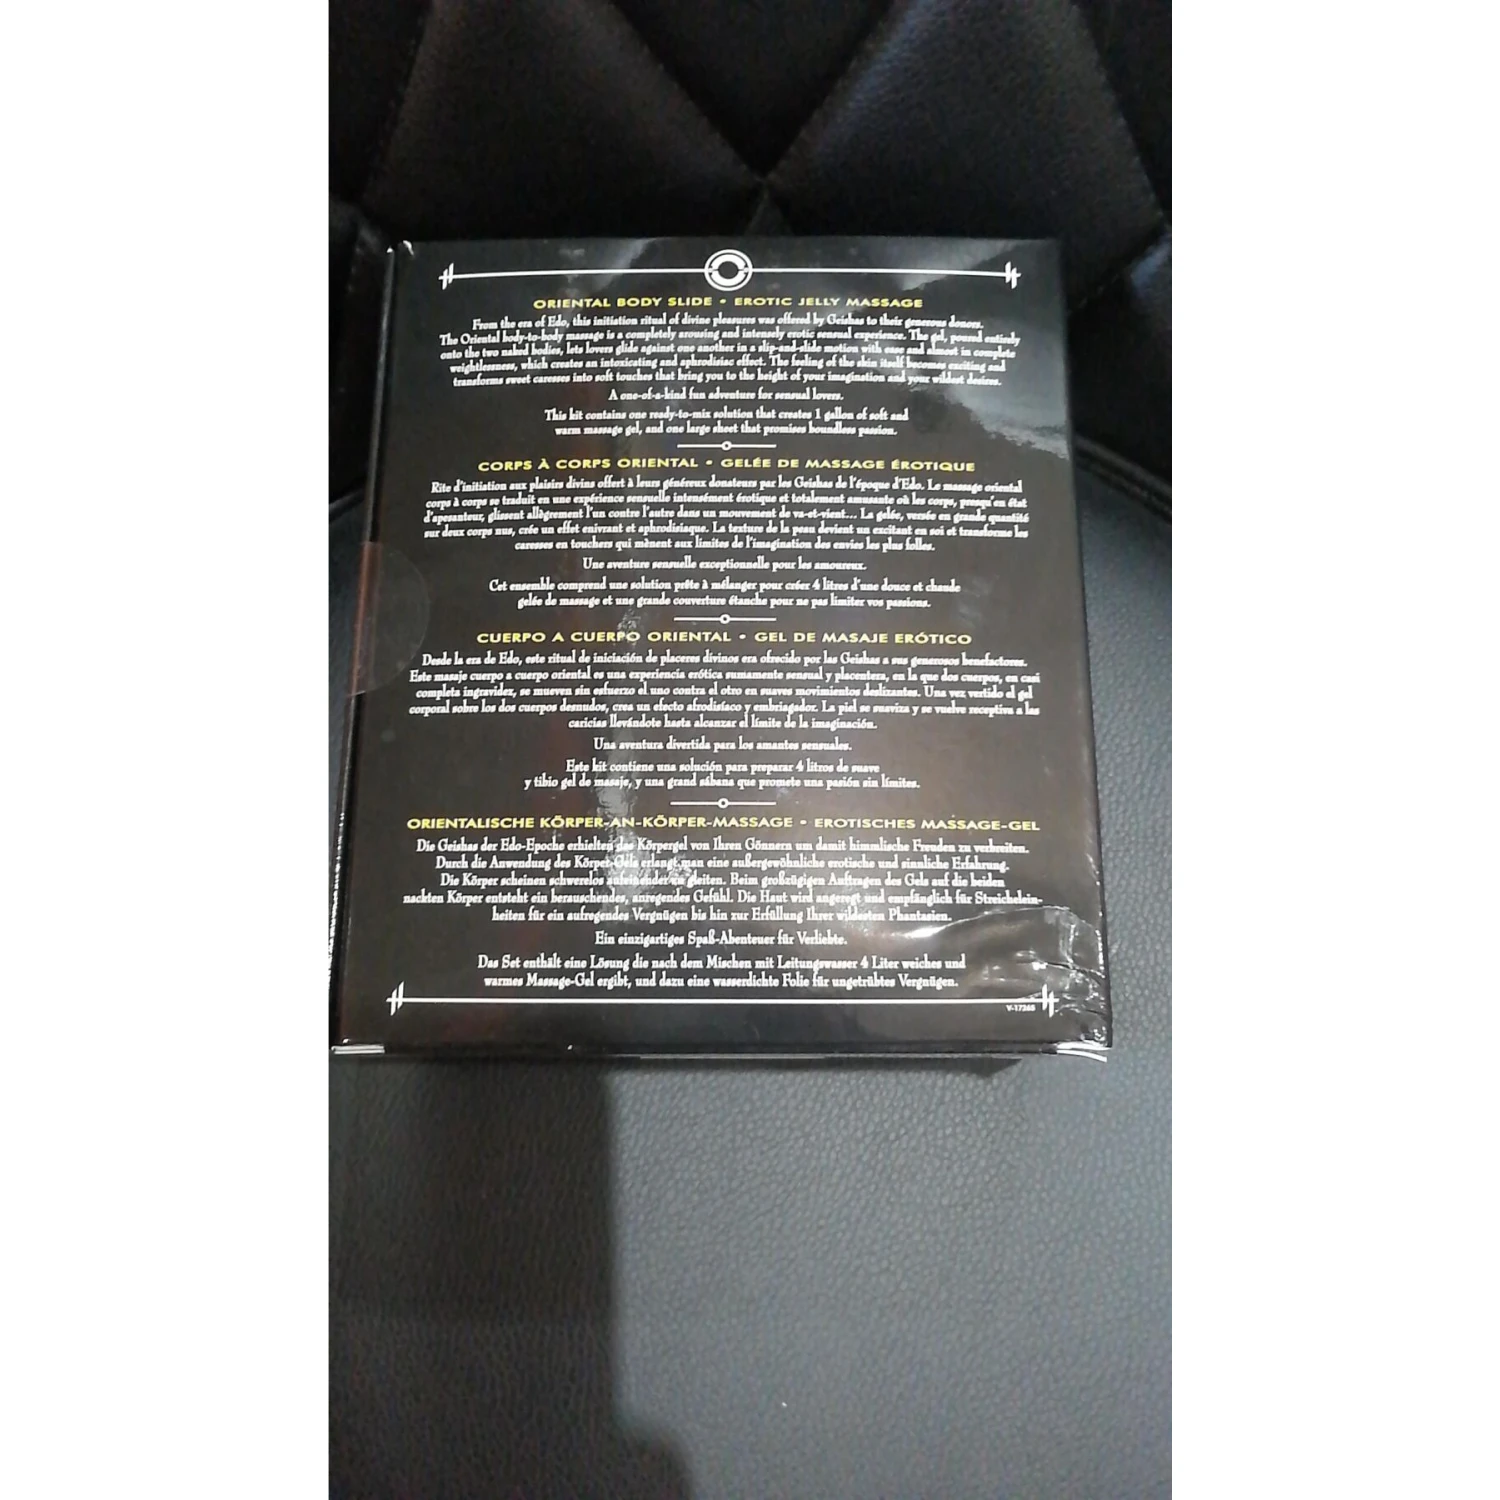 ORIENTAL BODY SLIDE • EROTIC JELLY MASSAGE
From the era of Edo, this initiation ritual of divine pleasures was offered by Geishas to their generous donors.
The Oriental body-to-body massage is a completely arousing and intensely erotic sensual experience. The gel, poured entirely
onto the two naked bodies, lets lovers glide against one another in a slip-and-slide motion with ease and almost in complete
weightlessness, which creates an intoxicating and aphrodisiac effect. The feeling of the skin itself becomes exciting and
transforms sweet caresses into soft touches that bring you to the height of your imagination and your wildest desires.
A one-of-a-kind fun adventure for sensual lovers.
This kit contains one ready-to-mix solution that creates 1 gallon of soft and
warm massage gel, and one large sheet that promises boundless passion.
CORPS À CORPS ORIENTAL • GELÉE DE MASSAGE ÉROTIQUE
Rite d'initiation aux plaisirs divins offert à leurs généreux donateurs par les Geishas de l'époque d'Edo. Le massage oriental
corps à corps se traduit en une expérience sensuelle intensément érotique et totalement amusante où les corps, presqu'en état
d'apesanteur, glissent allègrement l'un contre l'autre dans un mouvement de va-et-vient... La gelée, versée en grande quantité
sur deux corps nus, crée un effet enivrant et aphrodisiaque. La texture de la peau devient un excitant en soi et transforme les
caresses en touchers qui mènent aux limites de l'imagination des envies les plus folles.
Une aventure sensuelle exceptionnelle pour les amoureux.
Cet ensemble comprend une solution prête à mélanger pour créer 4 litres d'une douce et chaude
gelée de massage et une grande couverture étanche pour ne pas limiter vos passions.
CUERPO A CUERPO ORIENTAL • GEL DE MASAJE ERÓTICO
Desde la era de Edo, este ritual de iniciación de placeres divinos era ofrecido por las Geishas a sus generosos benefactores.
Este masaje cuerpo a cuerpo oriental es una experiencia erótica sumamente sensual y placentera, en la que dos cuerpos, en casi
completa ingravidez, se mueven sin esfuerzo el uno contra el otro en suaves movimientos deslizantes. Una vez vertido el gel
corporal sobre los dos cuerpos desnudos, crea un efecto afrodisíaco y embriagador. La piel se suaviza y se vuelve receptiva a las
caricias llevándote hasta alcanzar el límite de la imaginación.
Una aventura divertida para los amantes sensuales.
Este kit contiene una solución para preparar 4 litros de suave
y tibio gel de masaje, y una grand sábana que promete una pasión sin límites.
ORIENTALISCHE KÖRPER-AN-KÖRPER-MASSAGE • EROTISCHES MASSAGE-GEL
Die Geishas der Edo-Epoche erhielten das Körpergel von Ihren Gönnern um damit himmlische Freuden zu verbreiten.
Durch die Anwendung des Körper-Gels erlangt man eine außergewöhnliche erotische und sinnliche Erfahrung.
Die Körper scheinen schwerelos aufeinander zu gleiten. Beim großzügigen Auftragen des Gels auf die beiden
nackten Körper entsteht ein berauschendes, anregendes Gefühl. Die Haut wird angeregt und empfänglich für Streichelein-
heiten für ein aufregendes Vergnügen bis hin zur Erfüllung Ihrer wildesten Phantasien.
Ein einzigartiges Spaß-Abenteuer für Verliebte.
Das Set enthält eine Lösung die nach dem Mischen mit Leitungswasser 4 Liter weiches und
warmes Massage-Gel ergibt, und dazu eine wasserdichte Folie für ungetrübtes Vergnügen.
V-17265